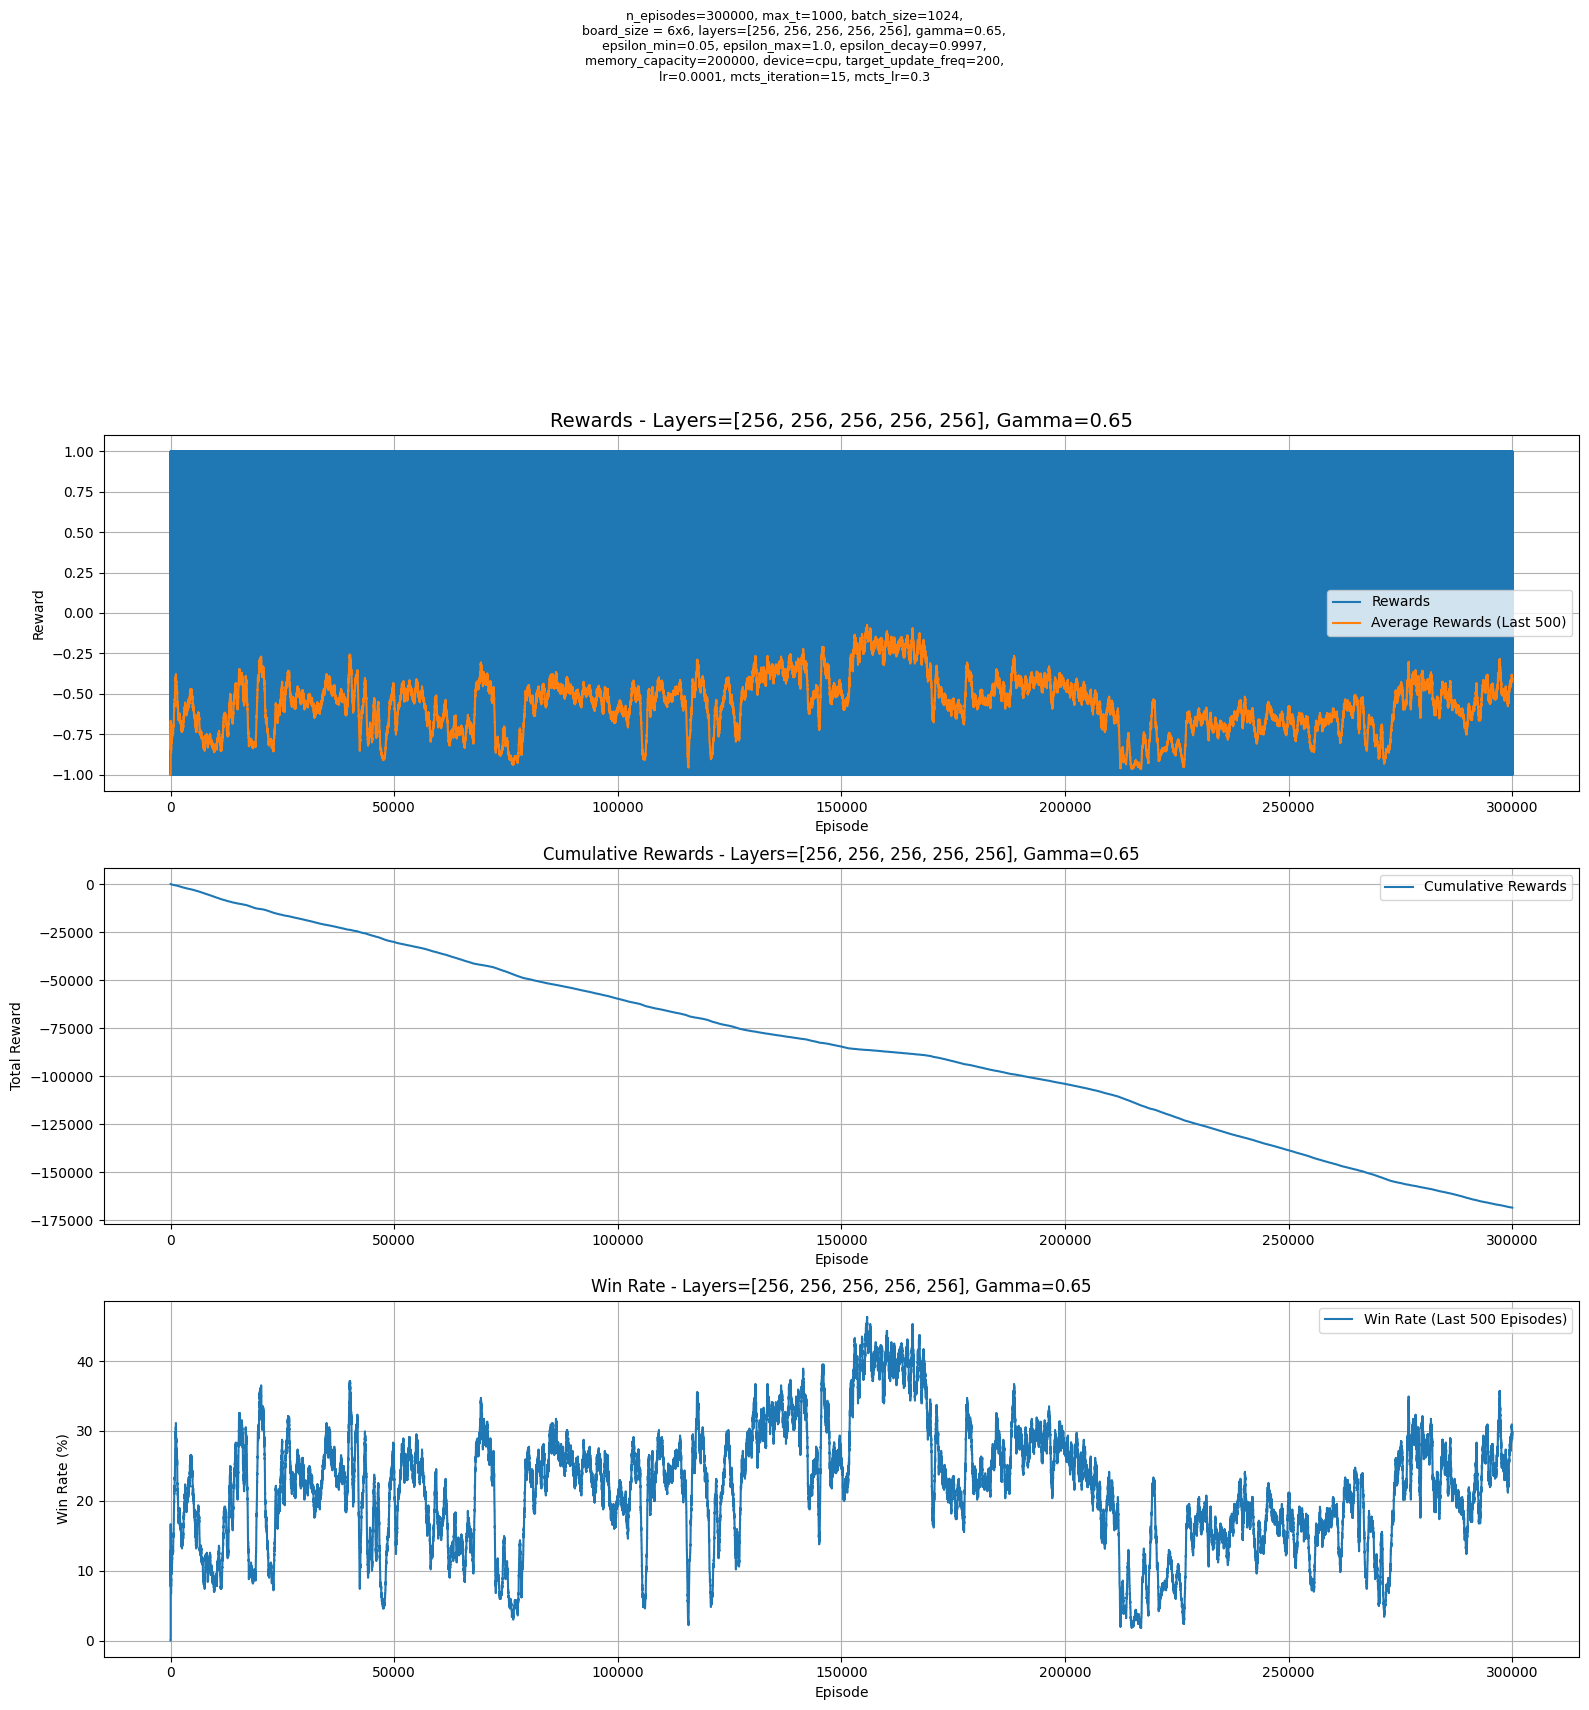 n_episodes=300000, max_t=1000, batch_size=1024,
board_size = 6x6, layers=[256, 256, 256, 256, 256], gamma=0.65,
epsilon_min=0.05, epsilon_max=1.0, epsilon_decay=0.9997,
memory_capacity=200000, device=cpu, target_update_freq=200,
lr=0.0001, mcts_iteration=15, mcts_lr=0.3
Rewards - Layers=[256, 256, 256, 256, 256], Gamma=0.65
1.00
0.75
0.50
0.25
0.00
−0.25
−0.50
−0.75
−1.00
Reward
Rewards
Average Rewards (Last 500)
0
50000
100000
150000
200000
250000
300000
Episode
Cumulative Rewards - Layers=[256, 256, 256, 256, 256], Gamma=0.65
0
−25000
−50000
−75000
−100000
−125000
−150000
−175000
Total Reward
Cumulative Rewards
0
50000
100000
150000
200000
250000
300000
Episode
Win Rate - Layers=[256, 256, 256, 256, 256], Gamma=0.65
40
30
20
10
0
Win Rate (%)
Win Rate (Last 500 Episodes)
0
50000
100000
150000
200000
250000
300000
Episode